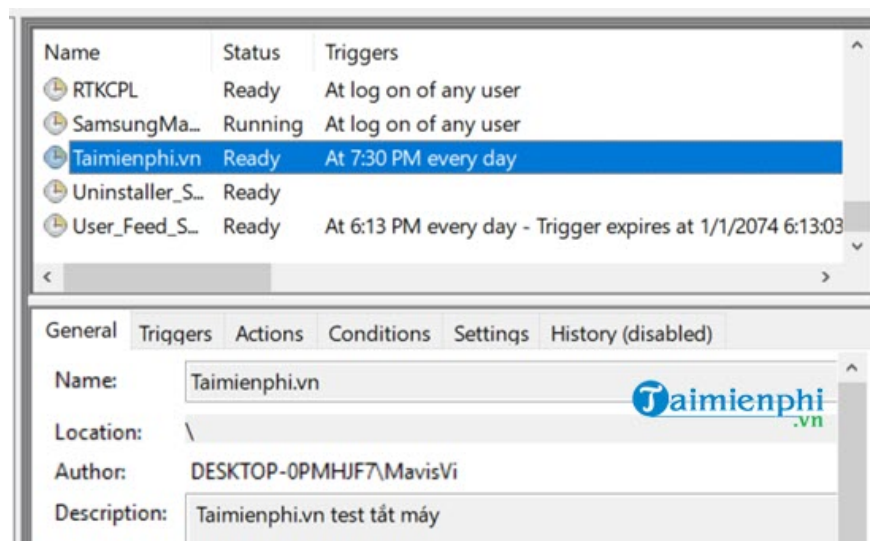 Name Status Triggers
RTKCPL Ready At log on of any user
SamsungMa... Running At log on of any user
Taimienphi.vn Ready At 7:30 PM every day
Uninstaller_S... Ready
User_Feed_S... Ready At 6:13 PM every day - Trigger expires at 1/1/2074 6:13:03
General Triggers Actions Conditions Settings History (disabled)
Name: Taimienphi.vn
Taimienphi
.vn
Location: \
Author: DESKTOP-0PMHJF7\MavisVi
Description: Taimienphi.vn test tắt máy